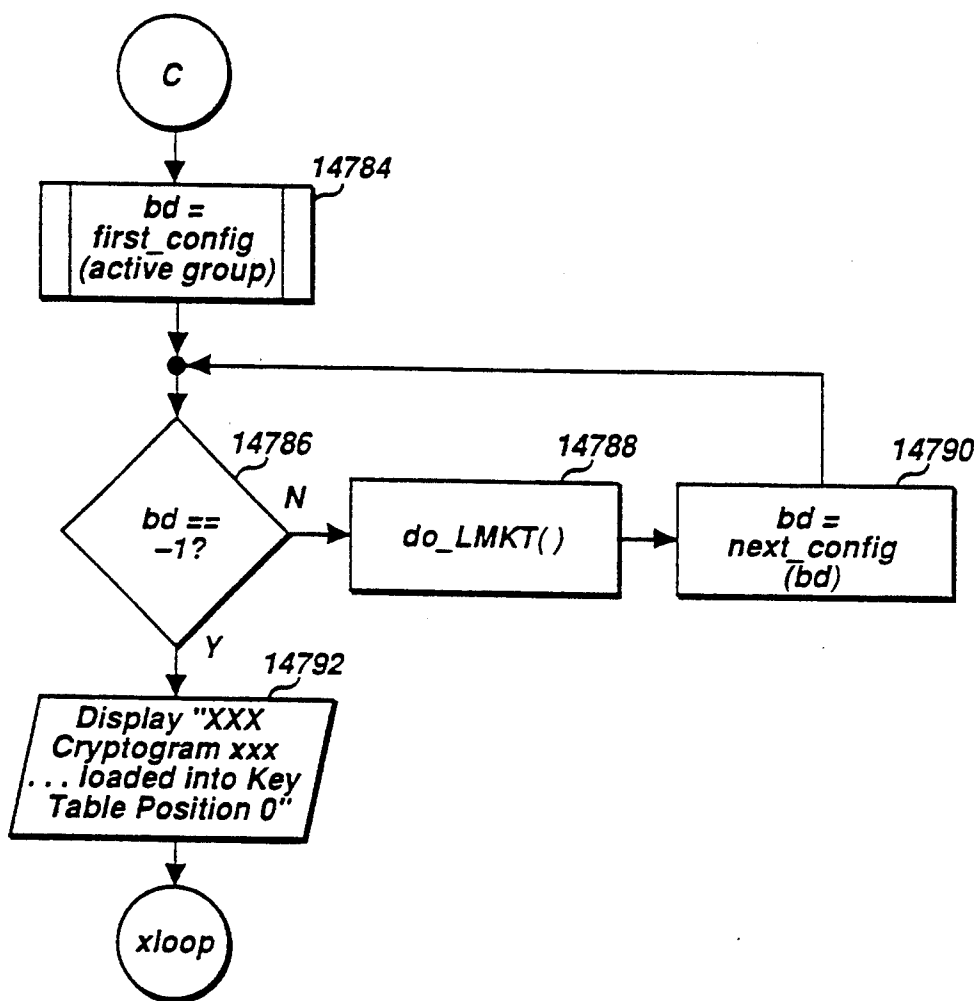 C
14784
bd =
first_config
(active group)
14786
bd ==
–1?
N
Y
14788
do_LMKT()
14790
bd =
next_config
(bd)
14792
Display "XXX
Cryptogram xxx
. . . loaded into Key
Table Position 0"
xloop